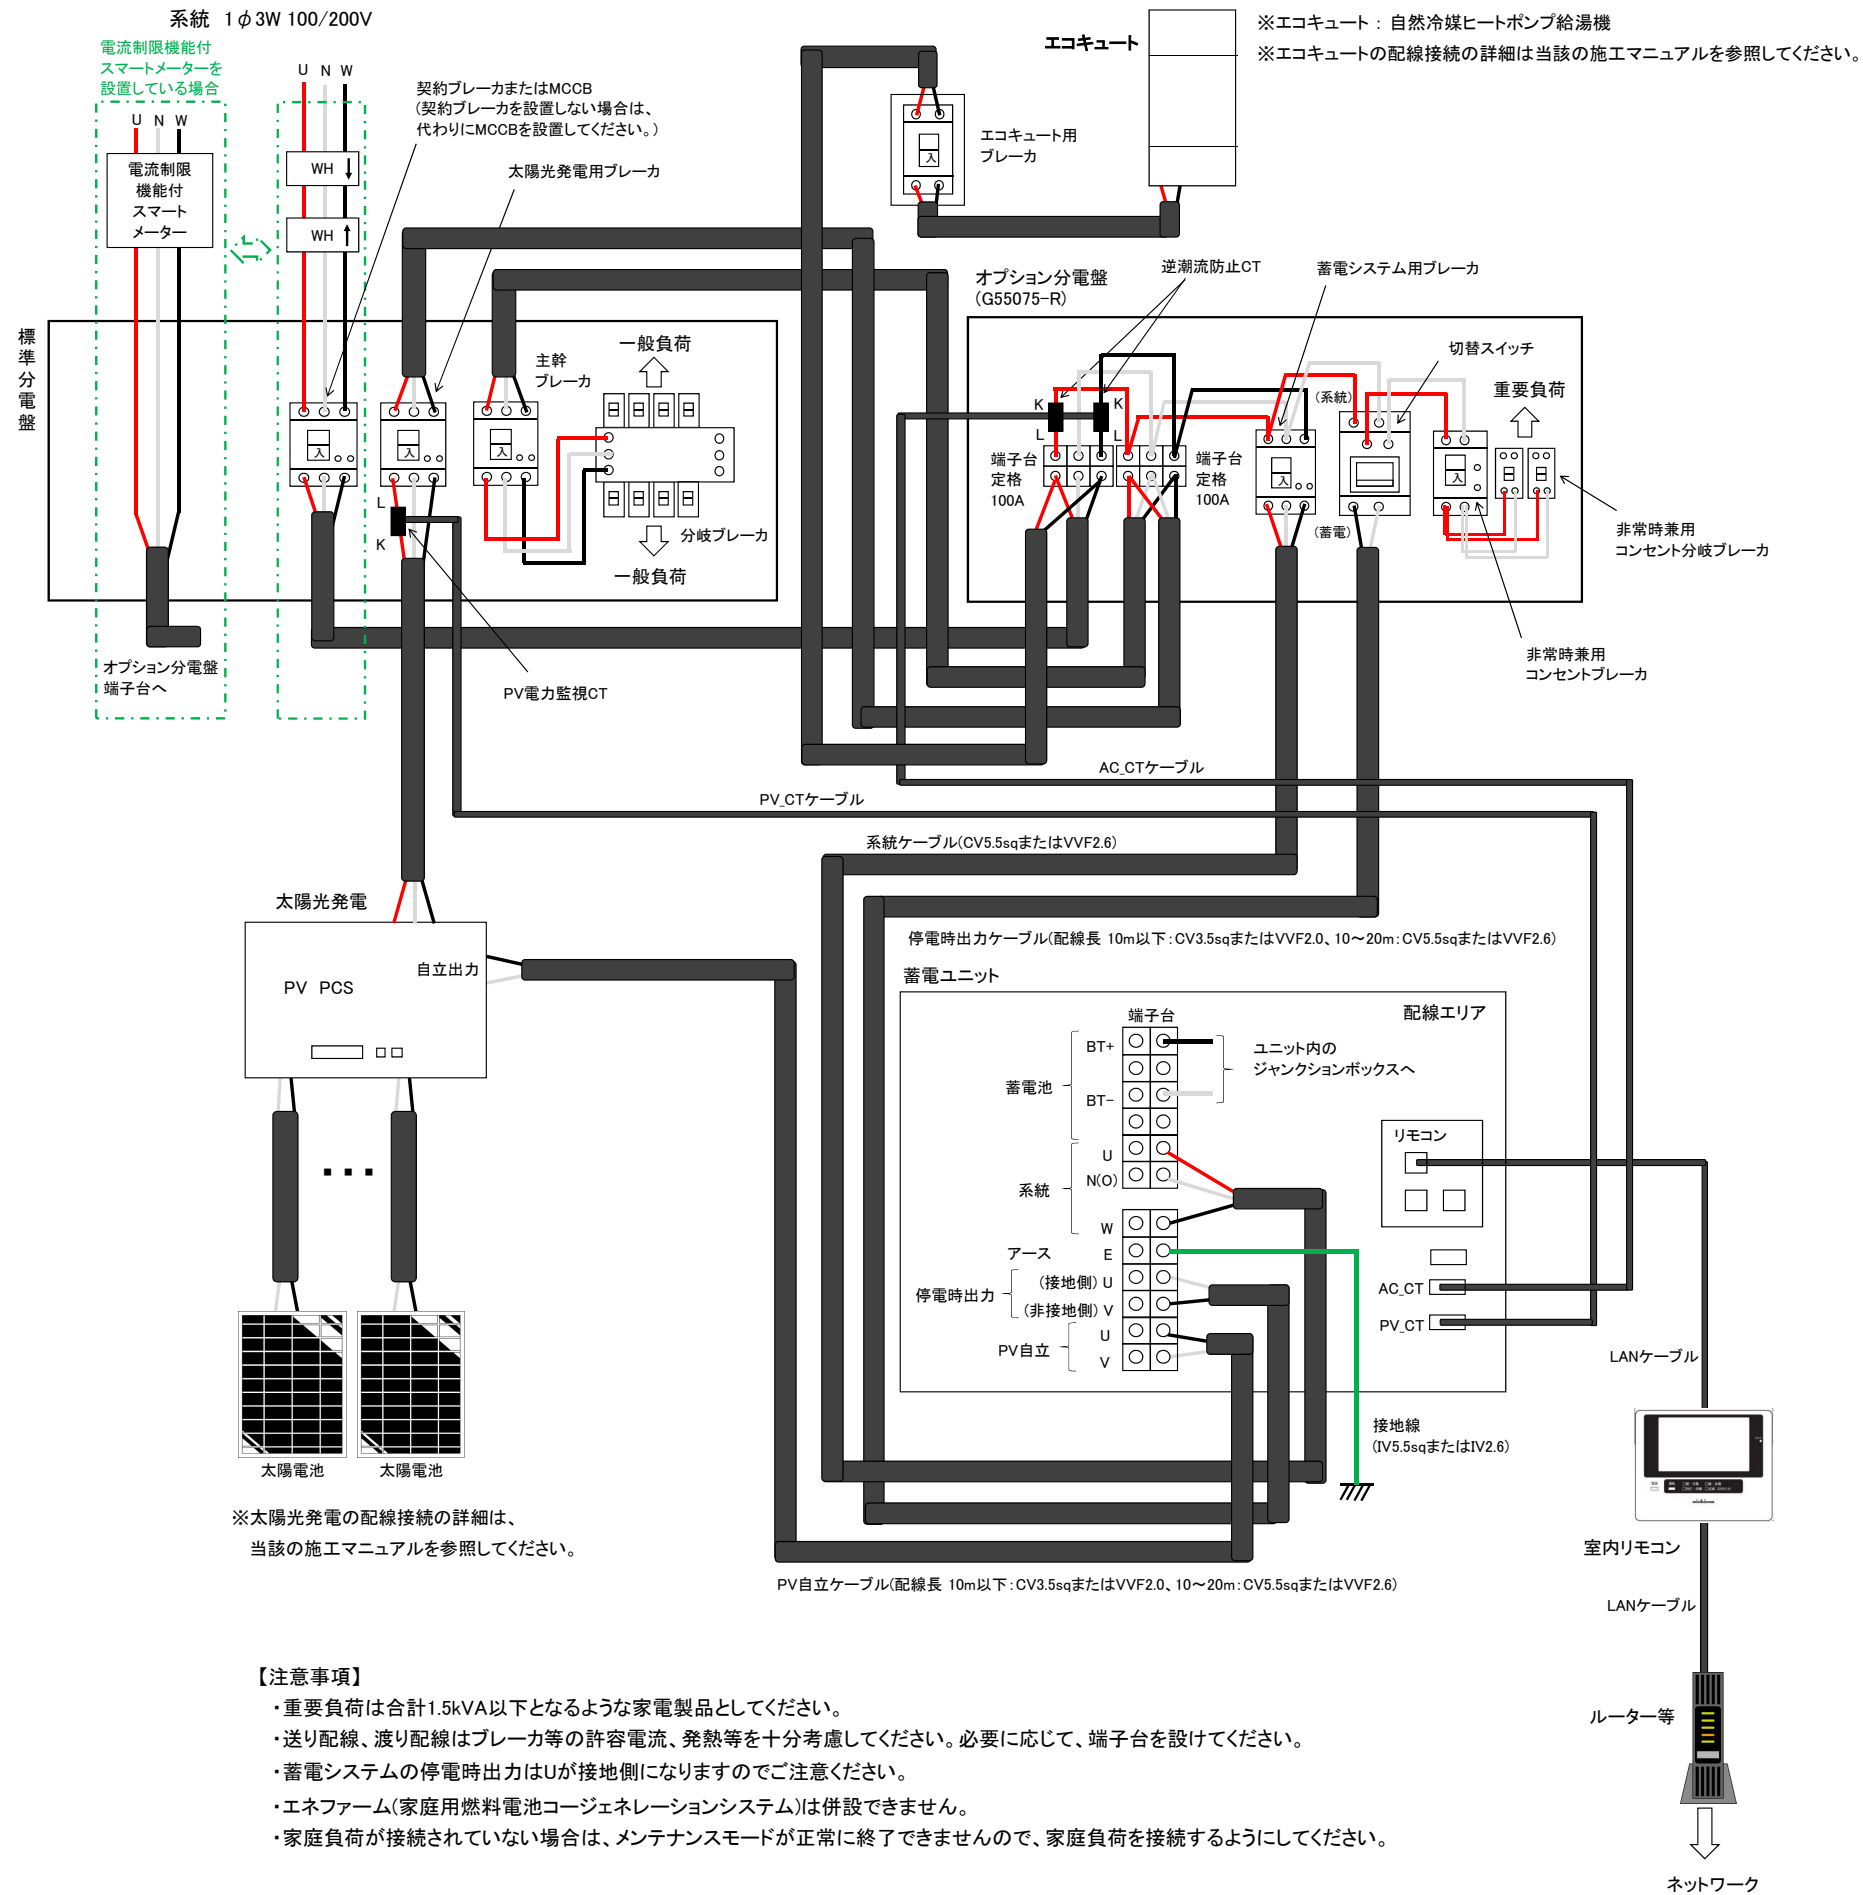 系統 1φ3W 100/200V
電流制限機能付
スマートメーターを
設置している場合
U N W
U N W
電流制限
機能付
スマート
メーター
WH
WH
契約ブレーカまたはMCCB
(契約ブレーカを設置しない場合は、
代わりにMCCBを設置してください。)
太陽光発電用ブレーカ
エコキュート
※エコキュート : 自然冷媒ヒートポンプ給湯機
※エコキュートの配線接続の詳細は当該の施工マニュアルを参照してください。
エコキュート用
ブレーカ
入
標準分電盤
主幹
ブレーカ
一般負荷
入
入
入
分岐ブレーカ
一般負荷
L
K
オプション分電盤
端子台へ
PV電力監視CT
オプション分電盤
(G55075-R)
逆潮流防止CT
蓄電システム用ブレーカ
切替スイッチ
重要負荷
(系統)
K
K
L
L
端子台
定格
100A
端子台
定格
100A
入
入
(蓄電)
非常時兼用
コンセント分岐ブレーカ
非常時兼用
コンセントブレーカ
AC_CTケーブル
PV_CTケーブル
系統ケーブル(CV5.5sqまたはVVF2.6)
停電時出力ケーブル(配線長 10m以下:CV3.5sqまたはVVF2.0、10~20m:CV5.5sqまたはVVF2.6)
太陽光発電
自立出力
PV PCS
太陽電池
太陽電池
※太陽光発電の配線接続の詳細は、
当該の施工マニュアルを参照してください。
蓄電ユニット
配線エリア
端子台
BT+
蓄電池
BT-
ユニット内の
ジャンクションボックスへ
U
N(O)
系統
W
アース E
(接地側) U
停電時出力
(非接地側) V
U
PV自立
V
リモコン
AC_CT
PV_CT
LANケーブル
接地線
(IV5.5sqまたはIV2.6)
PV自立ケーブル(配線長 10m以下:CV3.5sqまたはVVF2.0、10~20m:CV5.5sqまたはVVF2.6)
nichicon
室内リモコン
LANケーブル
ルーター等
ネットワーク
【注意事項】
・重要負荷は合計1.5kVA以下となるような家電製品としてください。
・送り配線、渡り配線はブレーカ等の許容電流、発熱等を十分考慮してください。必要に応じて、端子台を設けてください。
・蓄電システムの停電時出力はUが接地側になりますのでご注意ください。
・エネファーム(家庭用燃料電池コージェネレーションシステム)は併設できません。
・家庭負荷が接続されていない場合は、メンテナンスモードが正常に終了できませんので、家庭負荷を接続するようにしてください。